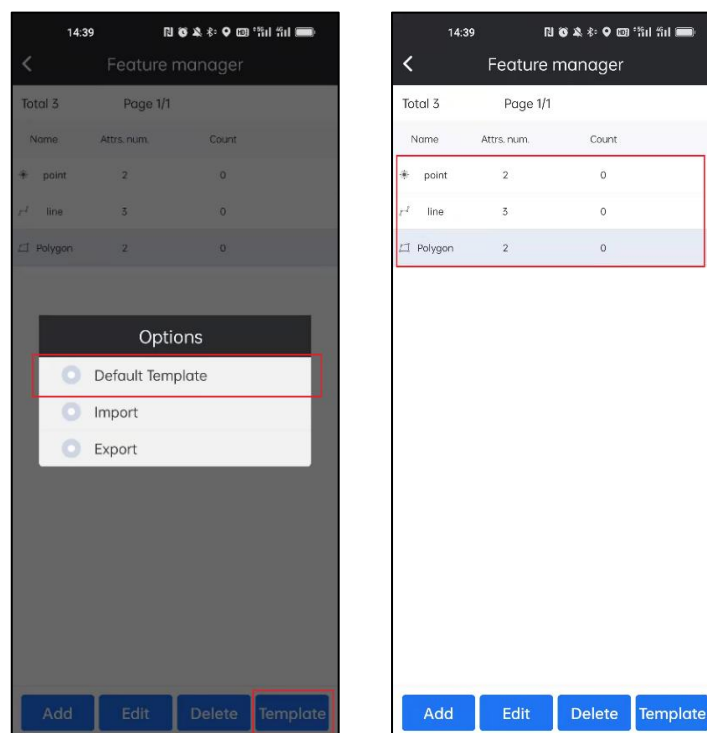 14:39
Feature manager
Total 3 Page 1/1
Name Attrs. num. Count
point 2 0
line 3 0
Polygon 2 0
Options
Default Template
Import
Export
Add Edit Delete Template
14:39
Feature manager
Total 3 Page 1/1
Name Attrs. num. Count
point 2 0
line 3 0
Polygon 2 0
Add Edit Delete Template